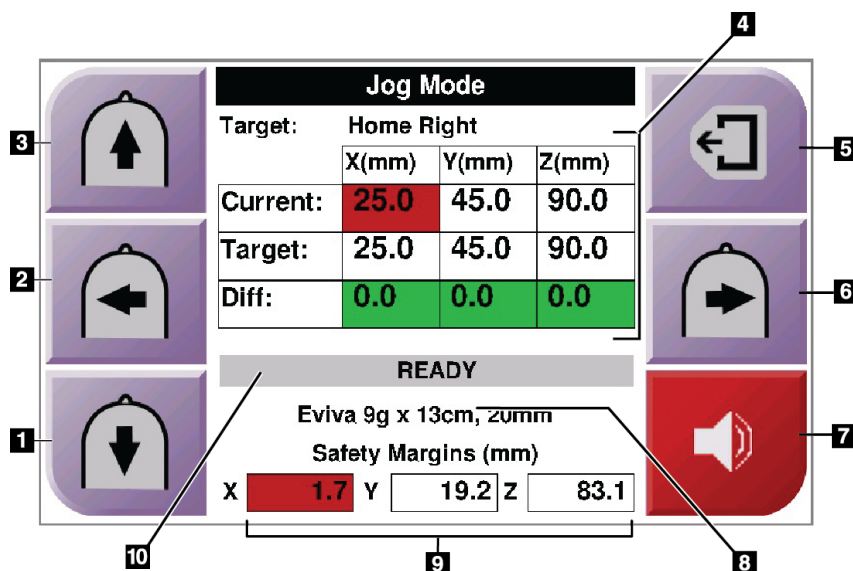 4
Jog Mode
3
Target: Home Right
5
X(mm) Y(mm) Z(mm)
Current: 25.0 45.0 90.0
Target: 25.0 45.0 90.0
2
6
Diff: 0.0 0.0 0.0
READY
Eviva 9g x 13cm, 20mm
1
7
Safety Margins (mm)
X 1.7 Y 19.2 Z 83.1
10
9
8